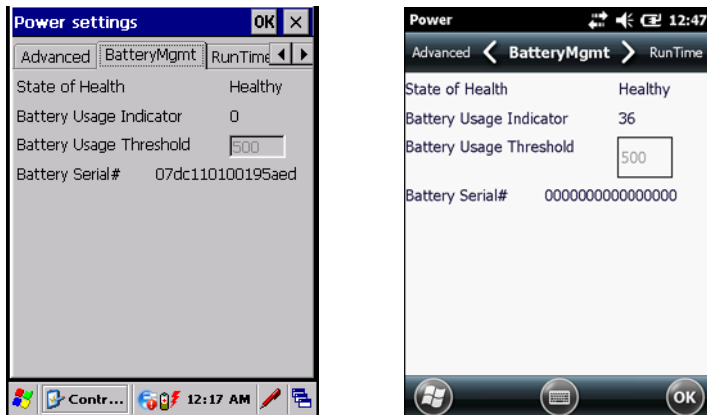 Power settings OK ×
Advanced BatteryMgmt RunTime
State of Health Healthy
Battery Usage Indicator 0
Battery Usage Threshold 500
Battery Serial# 07dc110100195aed
Contr... 12:17 AM
Power 12:47
Advanced BatteryMgmt RunTime
State of Health Healthy
Battery Usage Indicator 36
Battery Usage Threshold 500
Battery Serial# 0000000000000000
OK